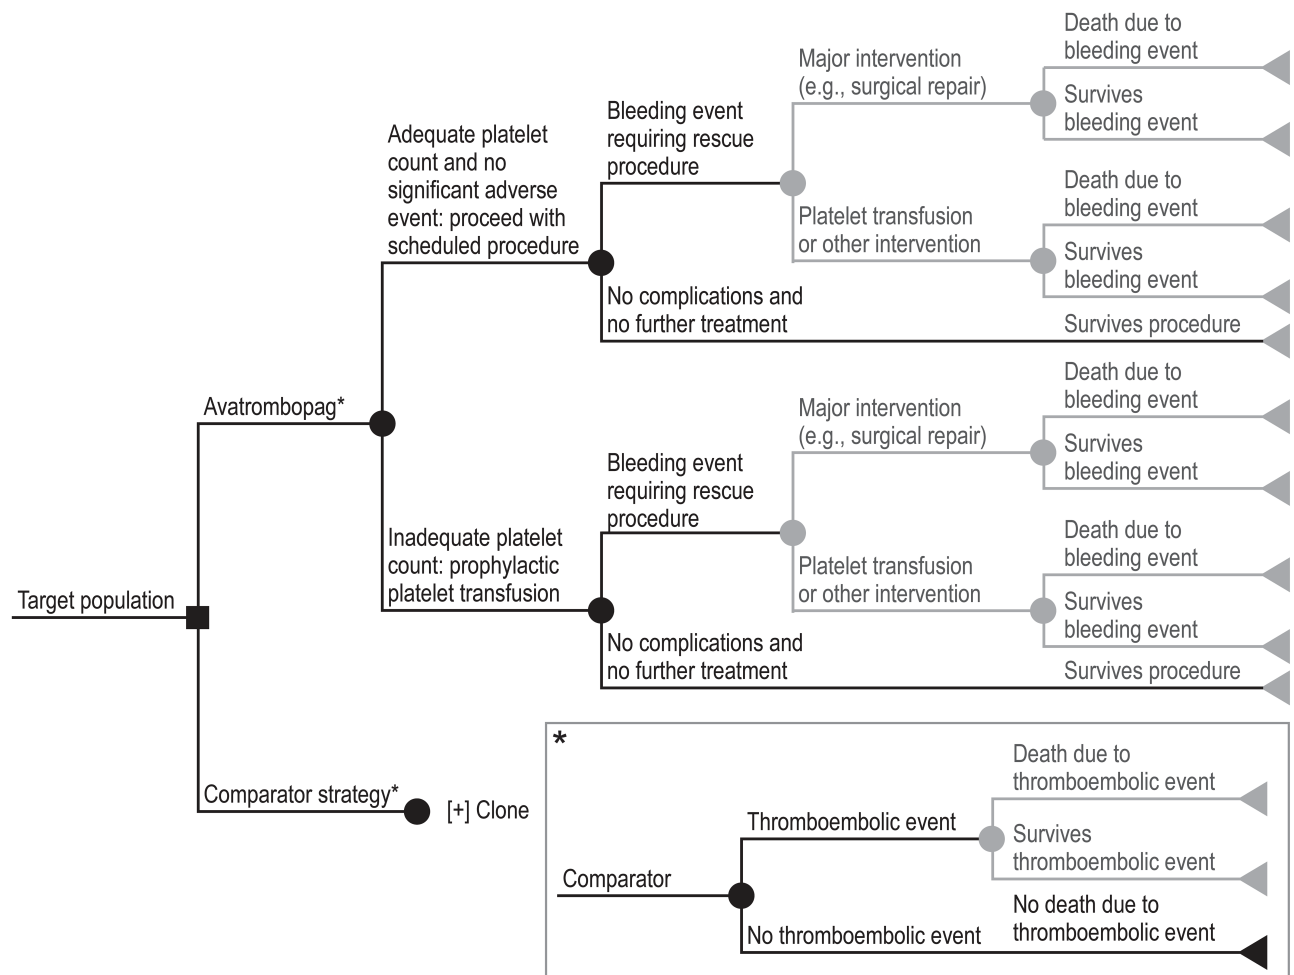 Death due to
bleeding event
Major intervention
(e.g., surgical repair)
Survives
bleeding event
Bleeding event
requiring rescue
procedure
Adequate platelet
count and no
significant adverse
event: proceed with
scheduled procedure
Death due to
bleeding event
Platelet transfusion
or other intervention
Survives
bleeding event
No complications and
no further treatment
Survives procedure
Death due to
bleeding event
Avatrombopag*
Major intervention
(e.g., surgical repair)
Survives
bleeding event
Bleeding event
requiring rescue
procedure
Inadequate platelet
count: prophylactic
platelet transfusion
Death due to
bleeding event
Platelet transfusion
or other intervention
Survives
bleeding event
Target population
No complications and
no further treatment
Survives procedure
Comparator strategy*
[+] Clone
*
Death due to
thromboembolic event
Thromboembolic event
Survives
thromboembolic event
Comparator
No thromboembolic event
No death due to
thromboembolic event